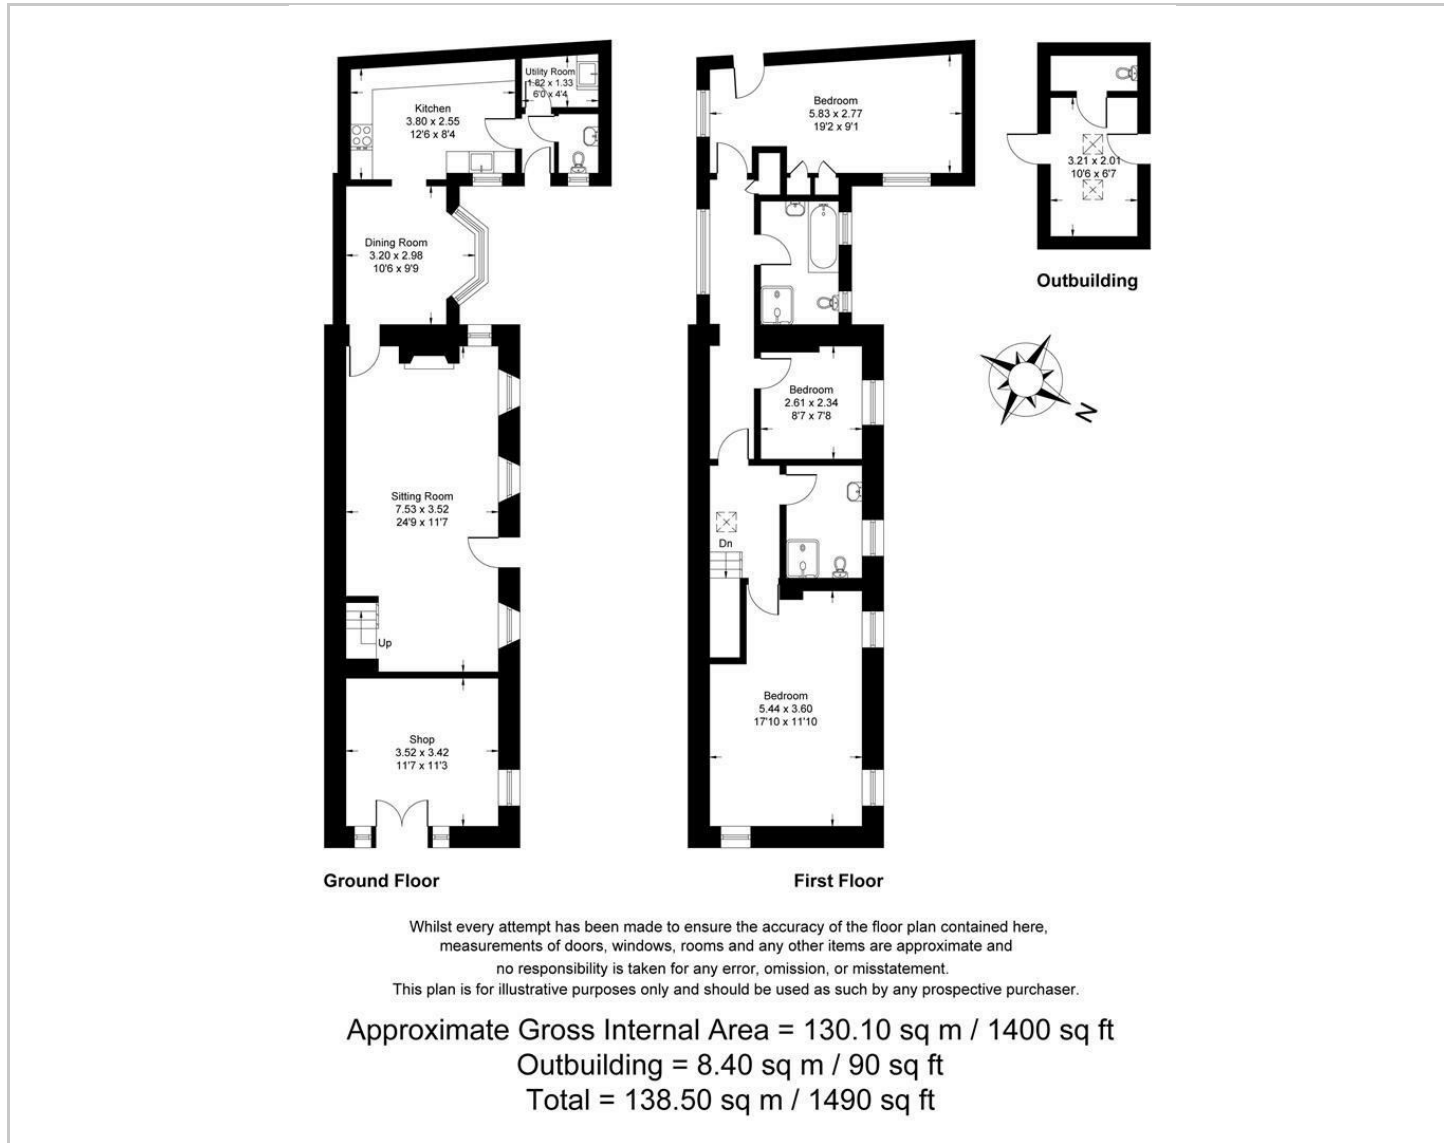 Kitchen
3.80 x 2.55
12'6 x 8'4
Utility Room
1.82 x 1.33
6'0 x 4'4
Dining Room
3.20 x 2.98
10'6 x 9'9
Sitting Room
7.53 x 3.52
24'9 x 11'7
Up
Shop
3.52 x 3.42
11'7 x 11'3
Ground Floor
Bedroom
5.83 x 2.77
19'2 x 9'1
Bedroom
2.61 x 2.34
8'7 x 7'8
Dn
Bedroom
5.44 x 3.60
17'10 x 11'10
First Floor
3.21 x 2.01
10'6 x 6'7
Outbuilding
N
Whilst every attempt has been made to ensure the accuracy of the floor plan contained here,
measurements of doors, windows, rooms and any other items are approximate and
no responsibility is taken for any error, omission, or misstatement.
This plan is for illustrative purposes only and should be used as such by any prospective purchaser.
Approximate Gross Internal Area = 130.10 sq m / 1400 sq ft
Outbuilding = 8.40 sq m / 90 sq ft
Total = 138.50 sq m / 1490 sq ft